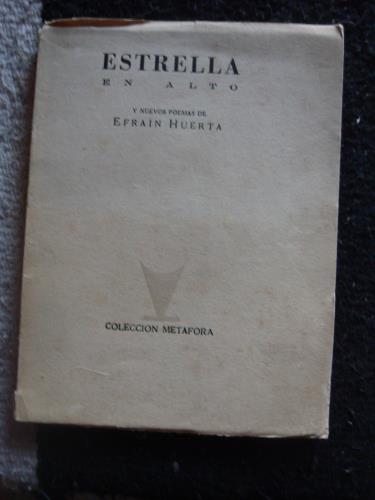 ESTRELLA
EN ALTO
Y NUEVOS POEMAS DE
EFRAIN HUERTA
COLECCION METAFORA